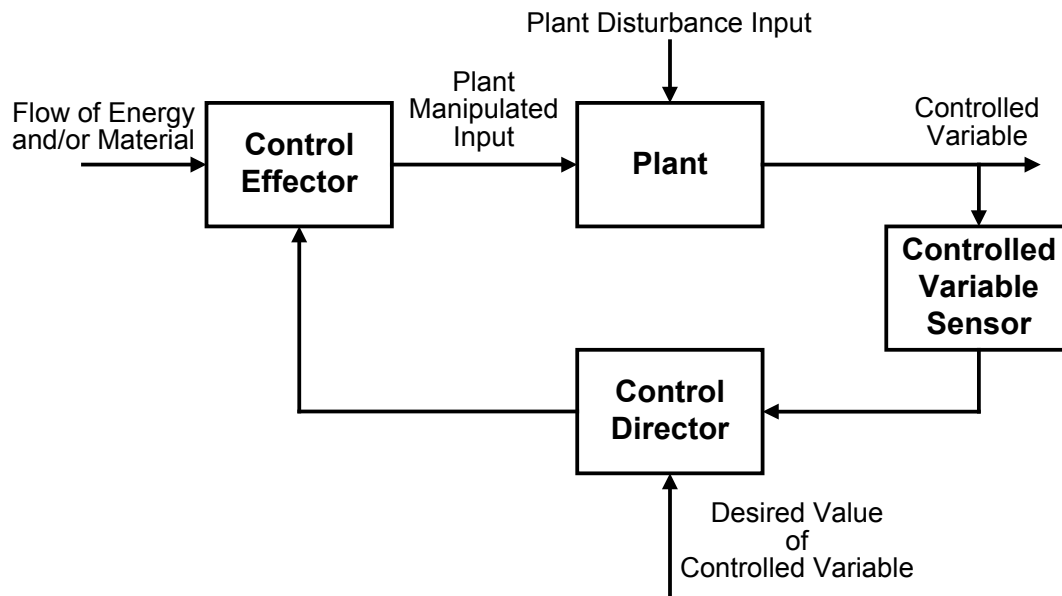 Plant Disturbance Input
Flow of Energy
and/or Material
Control
Effector
Plant
Manipulated
Input
Plant
Controlled
Variable
Controlled
Variable
Sensor
Control
Director
Desired Value
of
Controlled Variable